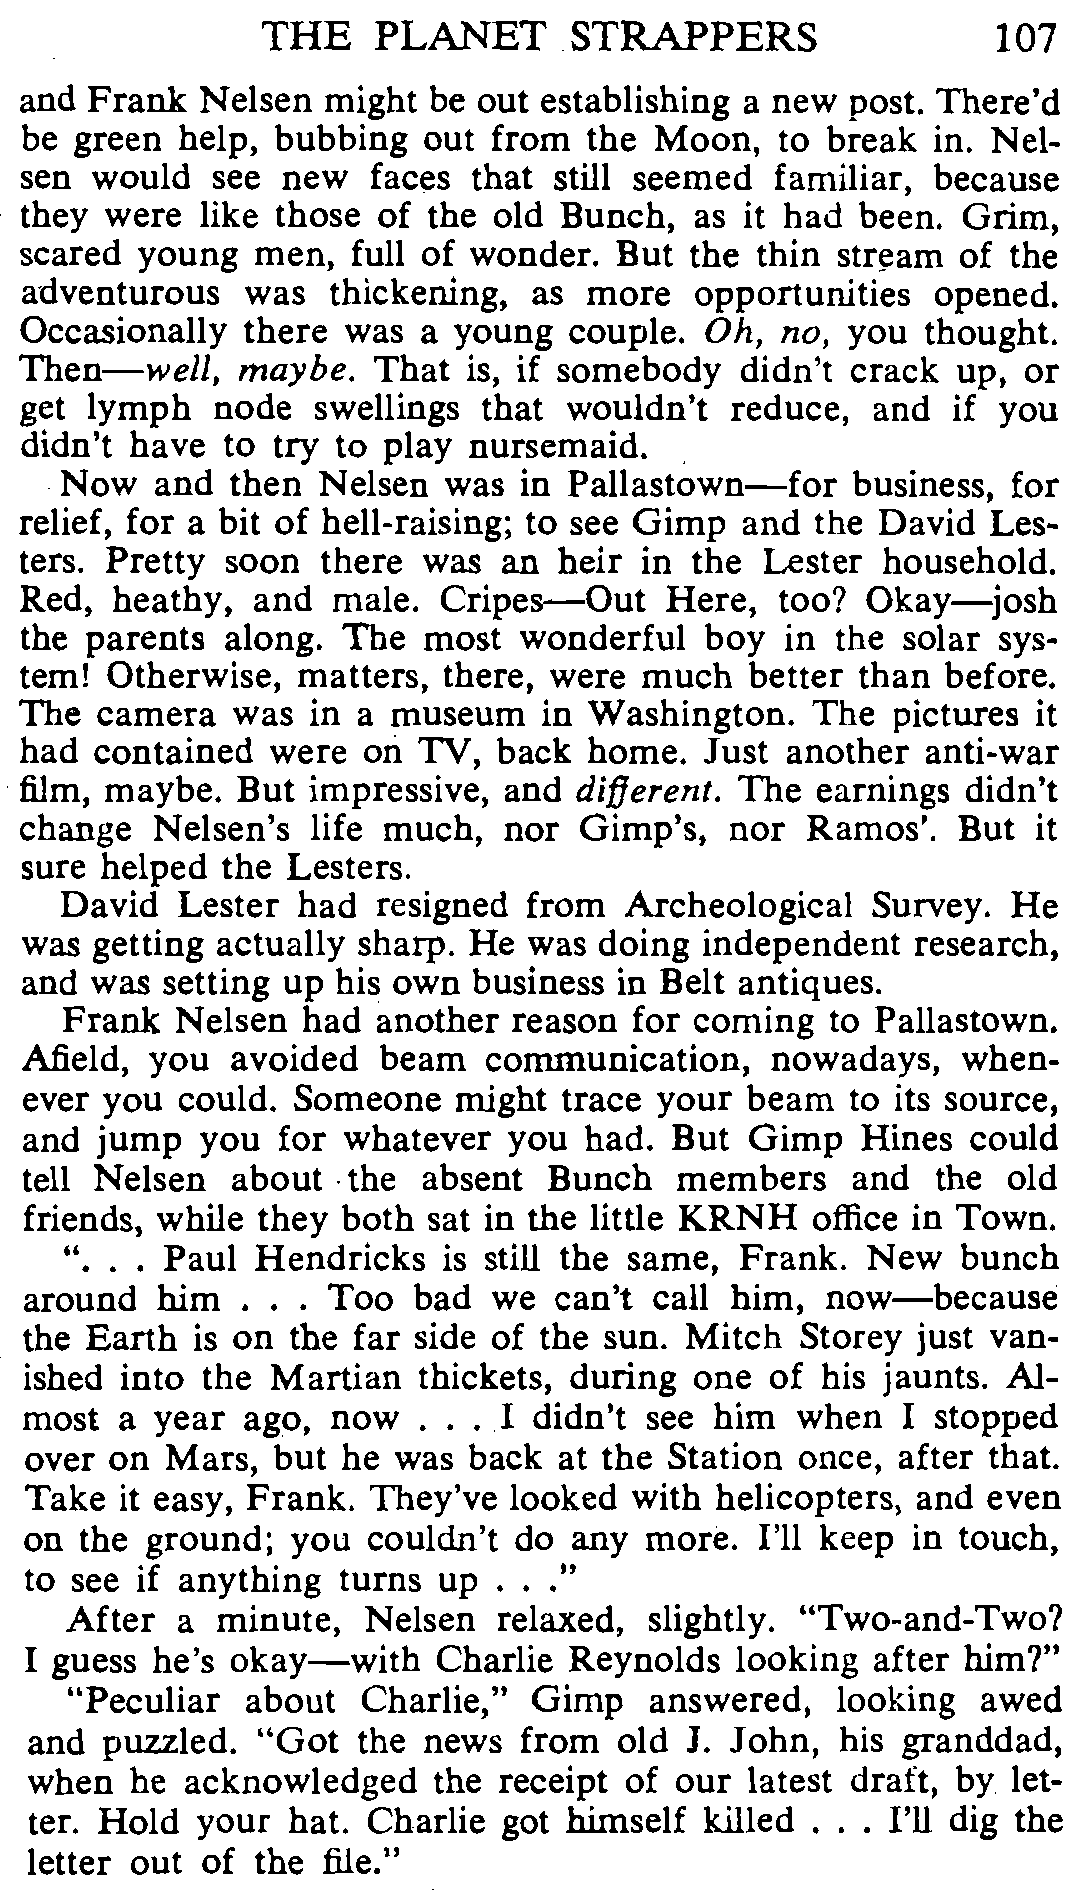 THE PLANET STRAPPERS 107
and Frank Nelsen might be out establishing a new post. There'd
be green help, bubbing out from the Moon, to break in. Nel-
sen would see new faces that still seemed familiar, because
they were like those of the old Bunch, as it had been. Grim,
scared young men, full of wonder. But the thin stream of the
adventurous was thickening, as more opportunities opened.
Occasionally there was a young couple. Oh, no, you thought.
Then—well, maybe. That is, if somebody didn't crack up, or
get lymph node swellings that wouldn't reduce, and if you
didn't have to try to play nursemaid.
Now and then Nelsen was in Pallastown—for business, for
relief, for a bit of hell-raising; to see Gimp and the David Les-
ters. Pretty soon there was an heir in the Lester household.
Red, heathy, and male. Cripes—Out Here, too? Okay—josh
the parents along. The most wonderful boy in the solar sys-
tem! Otherwise, matters, there, were much better than before.
The camera was in a museum in Washington. The pictures it
had contained were on TV, back home. Just another anti-war
film, maybe. But impressive, and different. The earnings didn't
change Nelsen's life much, nor Gimp's, nor Ramos'. But it
sure helped the Lesters.
David Lester had resigned from Archeological Survey. He
was getting actually sharp. He was doing independent research,
and was setting up his own business in Belt antiques.
Frank Nelsen had another reason for coming to Pallastown.
Afield, you avoided beam communication, nowadays, when-
ever you could. Someone might trace your beam to its source,
and jump you for whatever you had. But Gimp Hines could
tell Nelsen about the absent Bunch members and the old
friends, while they both sat in the little KRNH office in Town.
". . . Paul Hendricks is still the same, Frank. New bunch
around him . . . Too bad we can't call him, now—because
the Earth is on the far side of the sun. Mitch Storey just van-
ished into the Martian thickets, during one of his jaunts. Al-
most a year ago, now . . . I didn't see him when I stopped
over on Mars, but he was back at the Station once, after that.
Take it easy, Frank. They've looked with helicopters, and even
on the ground; you couldn't do any more. I'll keep in touch,
to see if anything turns up . . ."
After a minute, Nelsen relaxed, slightly. "Two-and-Two?
I guess he's okay—with Charlie Reynolds looking after him?"
"Peculiar about Charlie," Gimp answered, looking awed
and puzzled. "Got the news from old J. John, his granddad,
when he acknowledged the receipt of our latest draft, by let-
ter. Hold your hat. Charlie got himself killed . . . I'll dig the
letter out of the file."